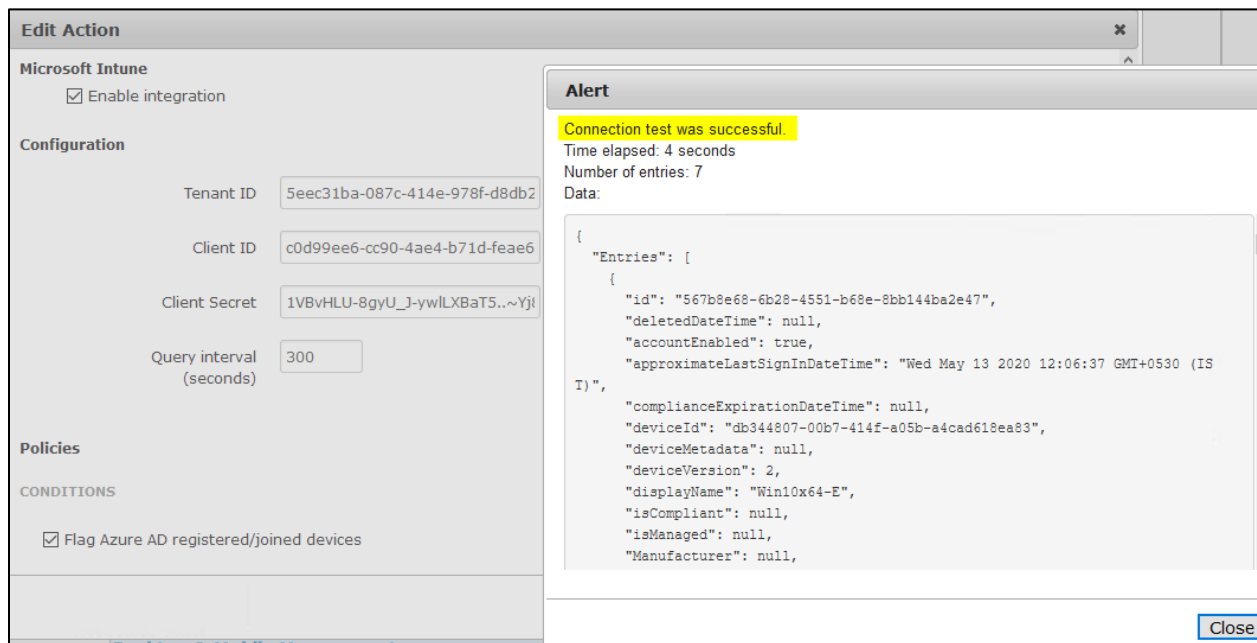 Edit Action
Microsoft Intune
Enable integration
Configuration
Tenant ID 5eec31ba-087c-414e-978f-d8db2
Client ID c0d99ee6-cc90-4ae4-b71d-feae6
Client Secret 1VBvHLU-8gyU_J-ywlLXBaT5..~Yj8
Query interval 300
(seconds)
Policies
CONDITIONS
Flag Azure AD registered/joined devices
Alert
Connection test was successful.
Time elapsed: 4 seconds
Number of entries: 7
Data:
{
"Entries": [
{
"id": "567b8e68-6b28-4551-b68e-8bb144ba2e47",
"deletedDateTime": null,
"accountEnabled": true,
"approximateLastSignInDateTime": "Wed May 13 2020 12:06:37 GMT+0530 (IS
T)",
"complianceExpirationDateTime": null,
"deviceId": "db344807-00b7-414f-a05b-a4cad618ea83",
"deviceMetadata": null,
"deviceVersion": 2,
"displayName": "Win10x64-E",
"isCompliant": null,
"isManaged": null,
"Manufacturer": null,
Close